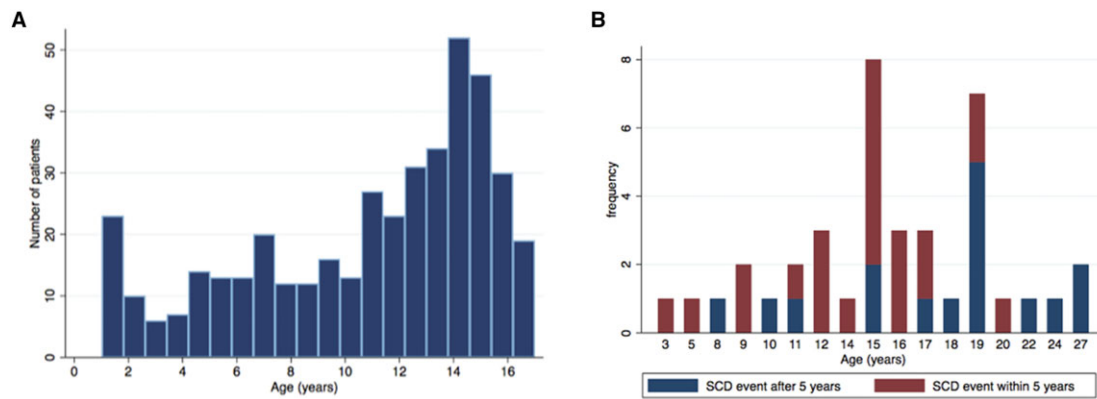 A
Number of patients
50
40
30
20
10
0
0 2 4 6 8 10 12 14 16
Age (years)
B
frequency
8
6
4
2
0
3 5 8 9 10 11 12 14 15 16 17 18 19 20 22 24 27
Age (years)
SCD event after 5 years SCD event within 5 years